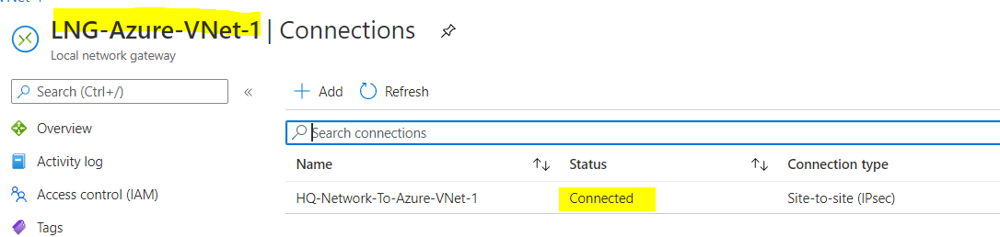 LNG-Azure-VNet-1 | Connections
Local network gateway
Search (Ctrl+/)
«
Add Refresh
Overview
Activity log
Access control (IAM)
Tags
Search connections
Name Status Connection type
HQ-Network-To-Azure-VNet-1 Connected Site-to-site (IPsec)